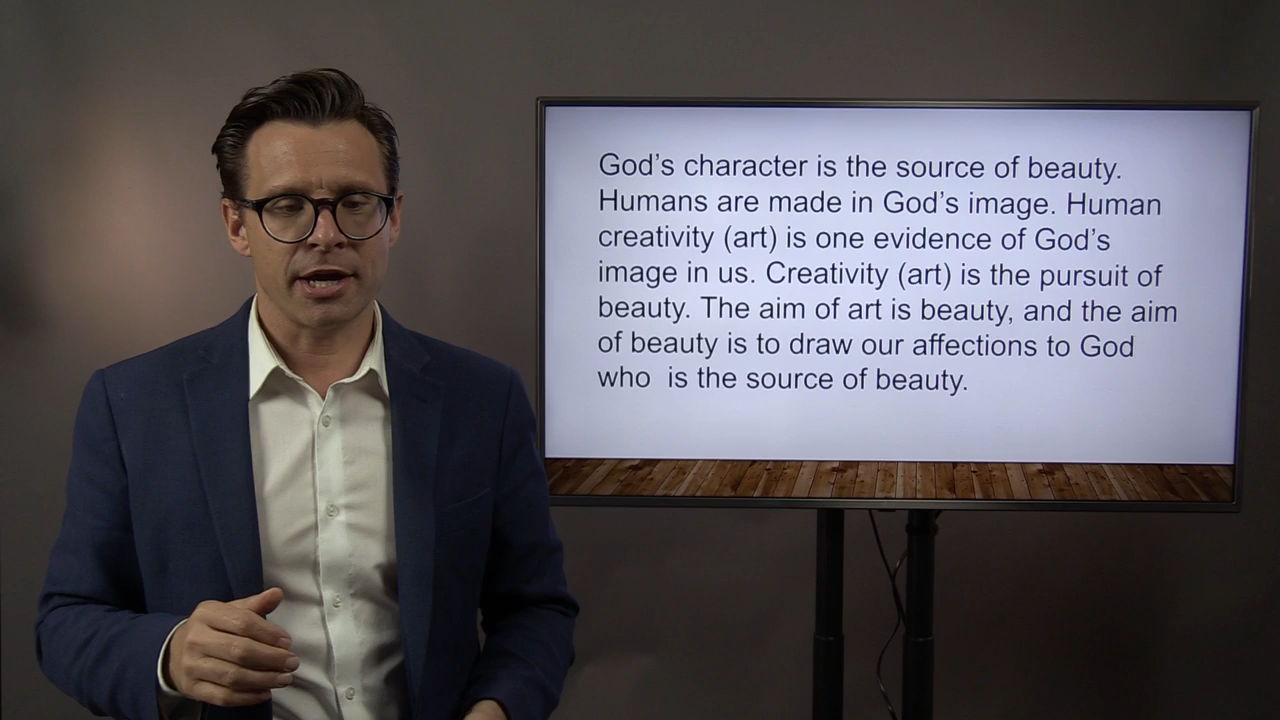 God’s character is the source of beauty.
Humans are made in God’s image. Human
creativity (art) is one evidence of God’s
image in us. Creativity (art) is the pursuit of
beauty. The aim of art is beauty, and the aim
of beauty is to draw our affections to God
who  is the source of beauty.